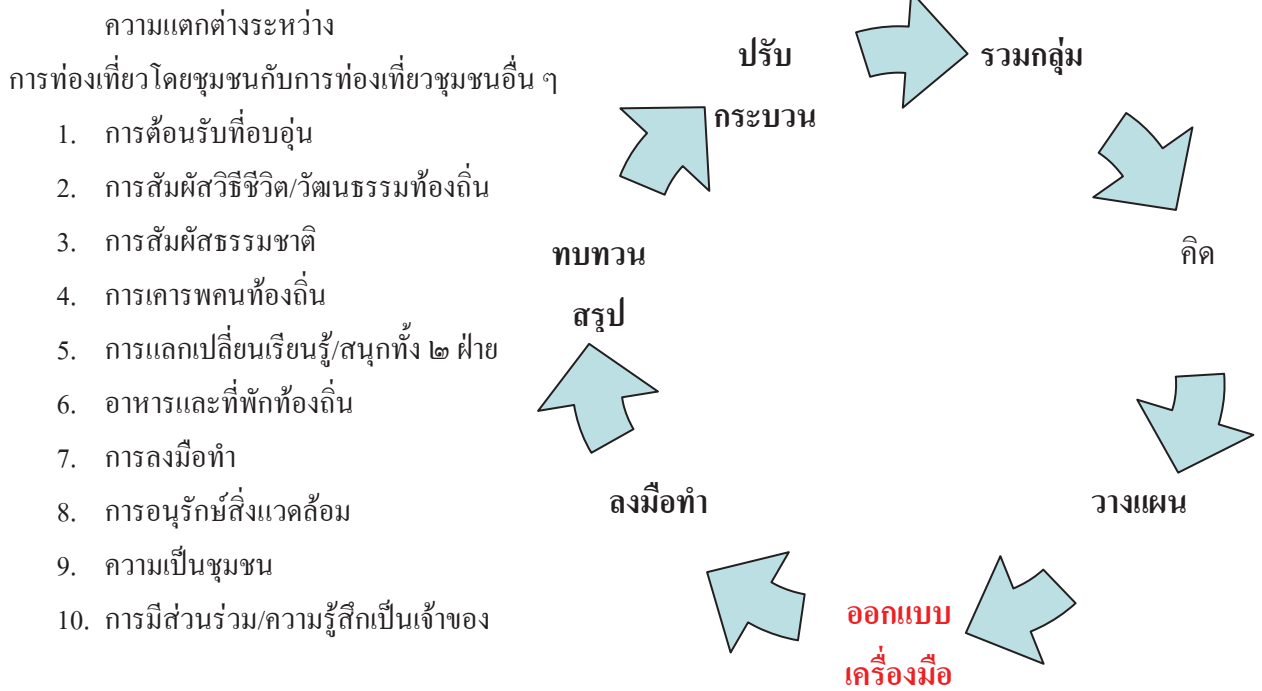 ความแตกต่างระหว่าง
การท่องเที่ยวโดยชุมชนกับการท่องเที่ยวชุมชนอื่น ๆ
1. การต้อนรับที่อบอุ่น
2. การสัมผัสวิธีชีวิต/วัฒนธรรมท้องถิ่น
3. การสัมผัสธรรมชาติ
4. การเคารพคนท้องถิ่น
5. การแลกเปลี่ยนเรียนรู้/สนุกทั้ง ๒ ฝ่าย
6. อาหารและที่พักท้องถิ่น
7. การลงมือทำ
8. การอนุรักษ์สิ่งแวดล้อม
9. ความเป็นชุมชน
10. การมีส่วนร่วม/ความรู้สึกเป็นเจ้าของ
ปรับ
กระบวน
รวมกลุ่ม
คิด
วางแผน
ออกแบบ
เครื่องมือ
ลงมือทำ
ทบทวน
สรุป